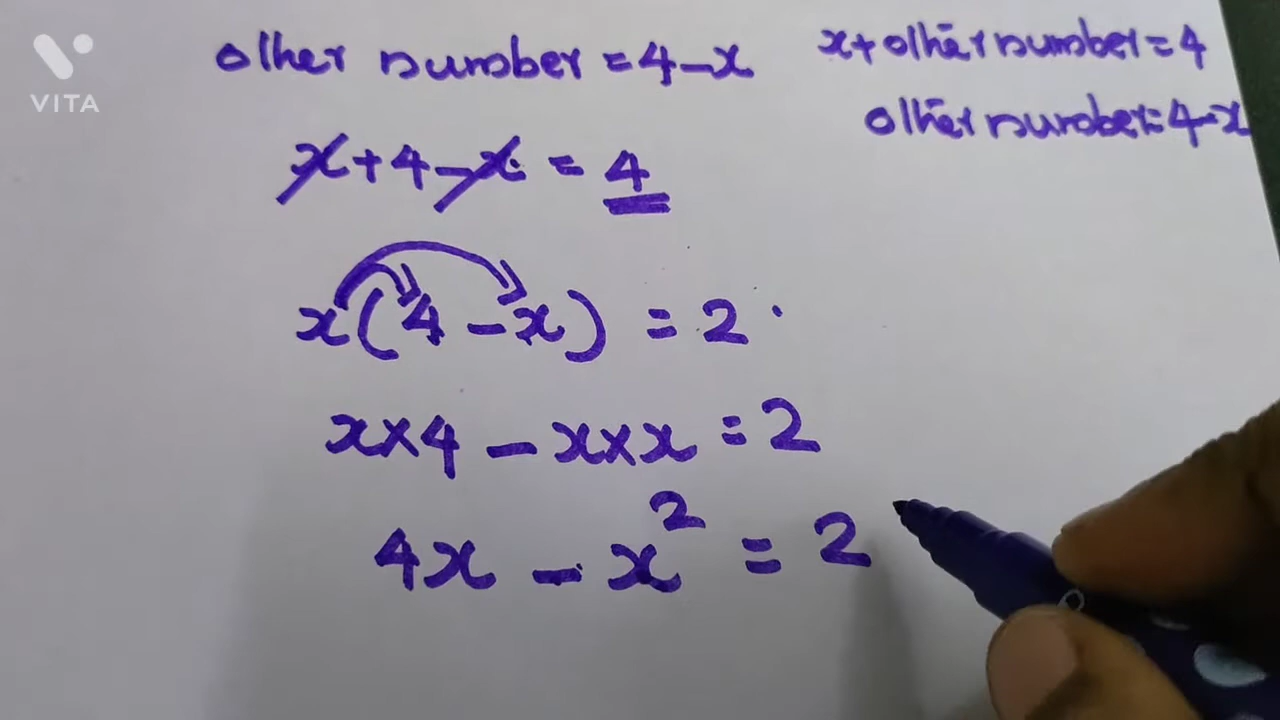 VITA
other number = 4-x
x+other number = 4
other number = 4-x
x+4-x = 4
x(4-x) = 2
x×4 - x×x = 2
4x - x² = 2